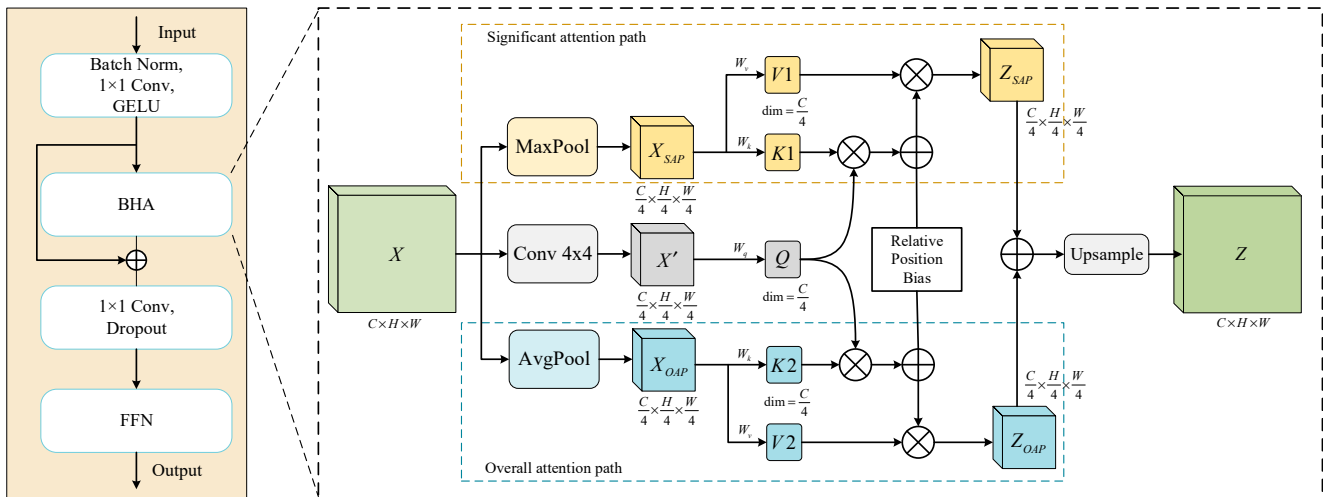 Input
Batch Norm,
1×1 Conv,
GELU
BHA
1×1 Conv,
Dropout
FFN
Output
Significant attention path
MaxPool
X_SAP
C/4 × H/4 × W/4
W_v
V1
dim = C/4
W_k
K1
Z_SAP
C/4 × H/4 × W/4
X
C×H×W
Conv 4x4
X′
C/4 × H/4 × W/4
W_q
Q
dim = C/4
Relative
Position
Bias
Upsample
Z
C×H×W
AvgPool
X_OAP
C/4 × H/4 × W/4
W_k
K2
dim = C/4
W_v
V2
C/4 × H/4 × W/4
Z_OAP
Overall attention path